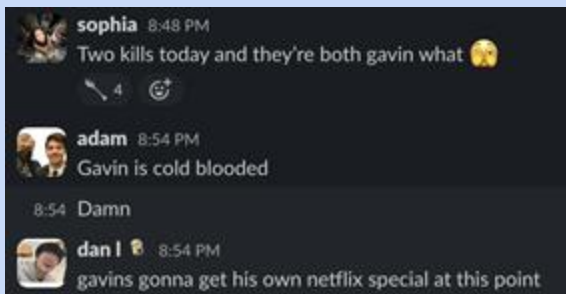 sophia 8:48 PM
Two kills today and they're both gavin what
4
adam 8:54 PM
Gavin is cold blooded
8:54 Damn
dan l 8:54 PM
gavins gonna get his own netflix special at this point